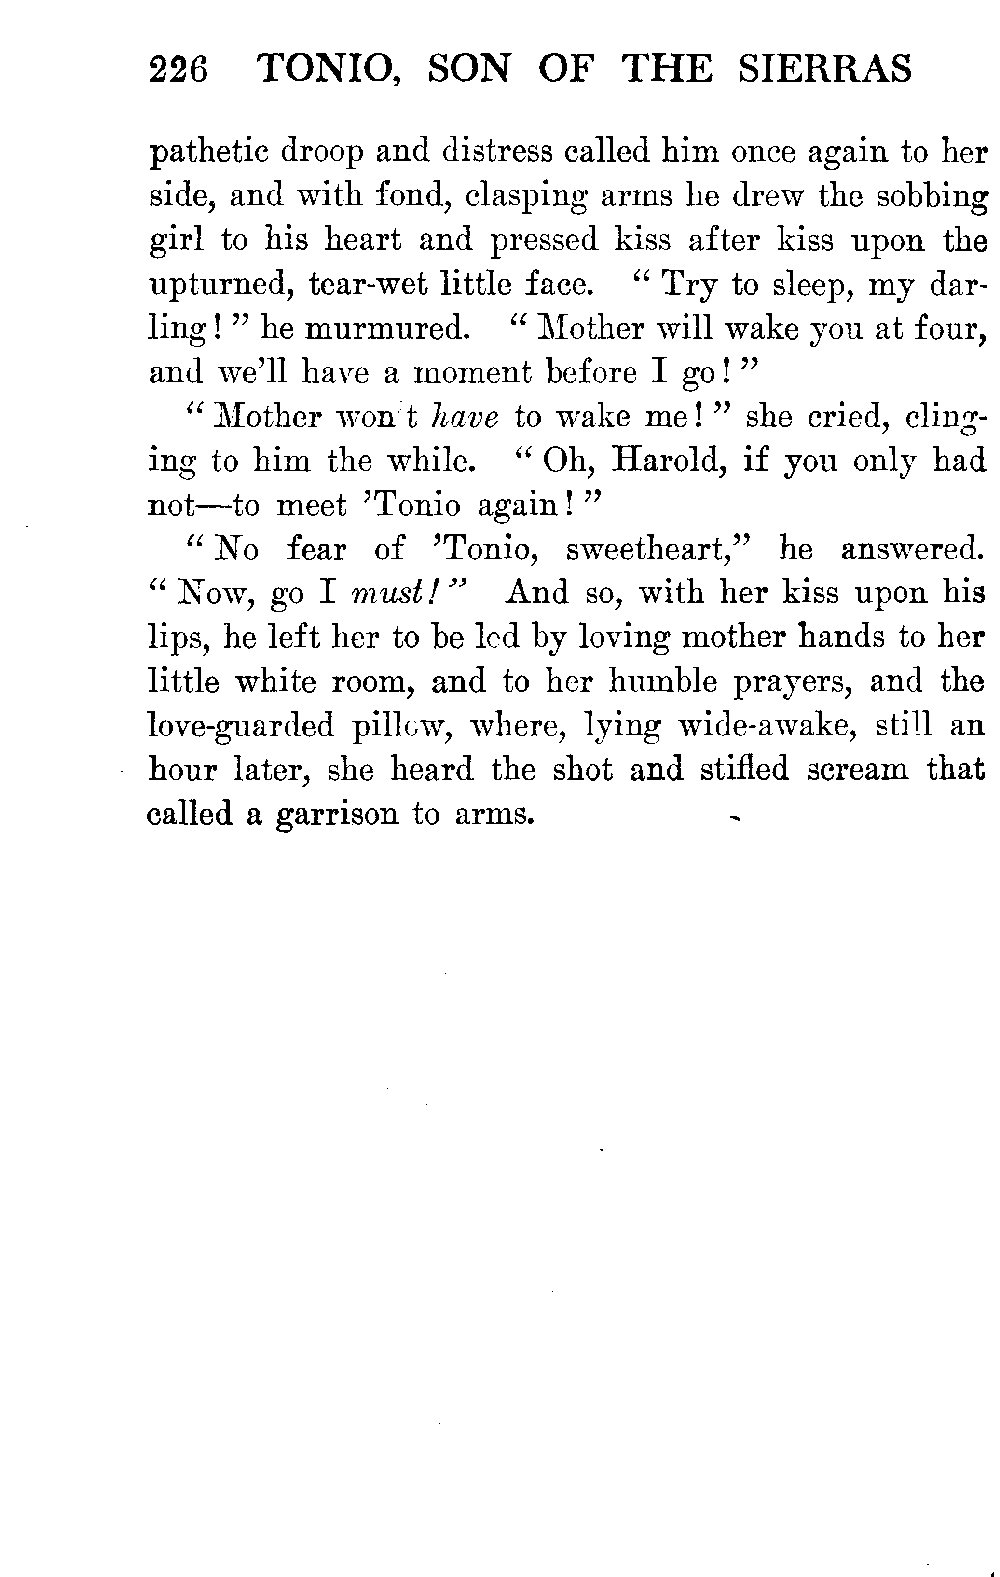 226 TONIO, SON OF THE SIERRAS
pathetic droop and distress called him once again to her
side, and with fond, clasping arms he drew the sobbing
girl to his heart and pressed kiss after kiss upon the
upturned, tear-wet little face. “ Try to sleep, my dar-
ling! ” he murmured. “ Mother will wake you at four,
and we’ll have a moment before I go! ”
“ Mother won't have to wake me! ” she cried, cling-
ing to him the while. “ Oh, Harold, if you only had
not—to meet ’Tonio again! ”
“ No fear of ’Tonio, sweetheart,” he answered.
“ Now, go I must! ” And so, with her kiss upon his
lips, he left her to be led by loving mother hands to her
little white room, and to her humble prayers, and the
love-guarded pillow, where, lying wide-awake, still an
hour later, she heard the shot and stifled scream that
called a garrison to arms.